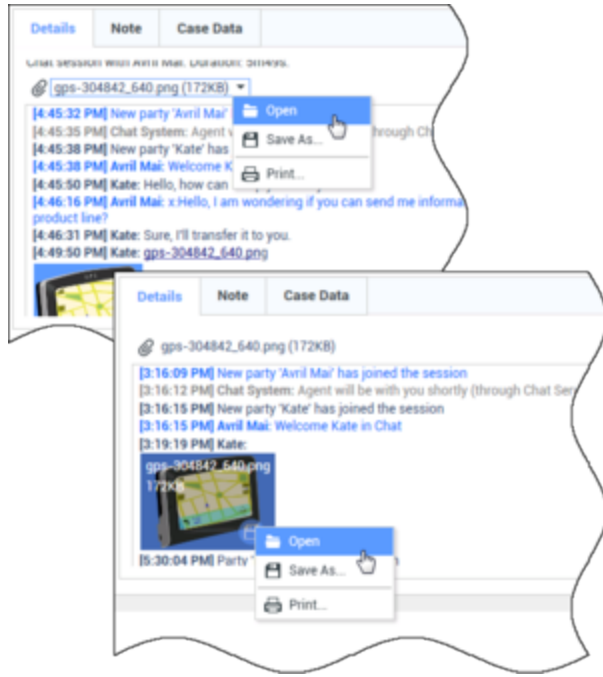 Details Note Case Data
Chat session with Avril Mai. Duration: 5m49s.
gps-304842_640.png (172KB)
[4:45:32 PM] New party 'Avril Mai'
Open
[4:45:35 PM] Chat System: Agent hrough Ch
Save As...
[4:45:38 PM] New party 'Kate' has
[4:45:38 PM] Avril Mai: Welcome K
Print...
[4:45:50 PM] Kate: Hello, how can
[4:46:16 PM] Avril Mai: x:Hello, I am wondering if you can send me informa
product line?
[4:46:31 PM] Kate: Sure, I'll transfer it to you.
[4:49:50 PM] Kate: gps-304842_640.png
Details Note Case Data
gps-304842_640.png (172KB)
[3:16:09 PM] New party 'Avril Mai' has joined the session
[3:16:12 PM] Chat System: Agent will be with you shortly (through Chat Ser
[3:16:15 PM] New party 'Kate' has joined the session
[3:16:15 PM] Avril Mai: Welcome Kate in Chat
[3:19:19 PM] Kate:
gps-304842_640.png
172KB
Open
[5:30:04 PM] Party
Save As...
Print...